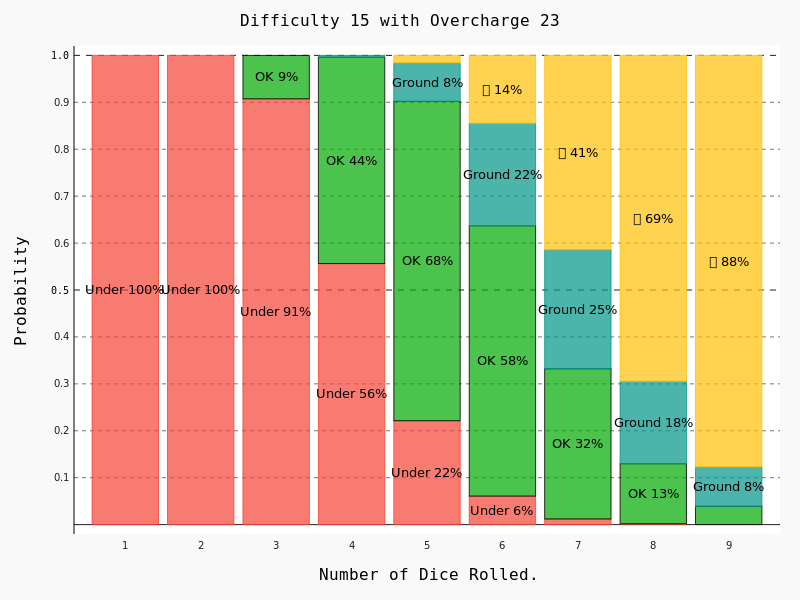 Difficulty 15 with Overcharge 23
Probability
1.0
0.9
0.8
0.7
0.6
0.5
0.4
0.3
0.2
0.1
Under 100%
Under 100%
OK 9%
Under 91%
OK 44%
Under 56%
Ground 8%
OK 68%
Under 22%
14%
Ground 22%
OK 58%
Under 6%
41%
Ground 25%
OK 32%
69%
Ground 18%
OK 13%
88%
Ground 8%
1 2 3 4 5 6 7 8 9
Number of Dice Rolled.